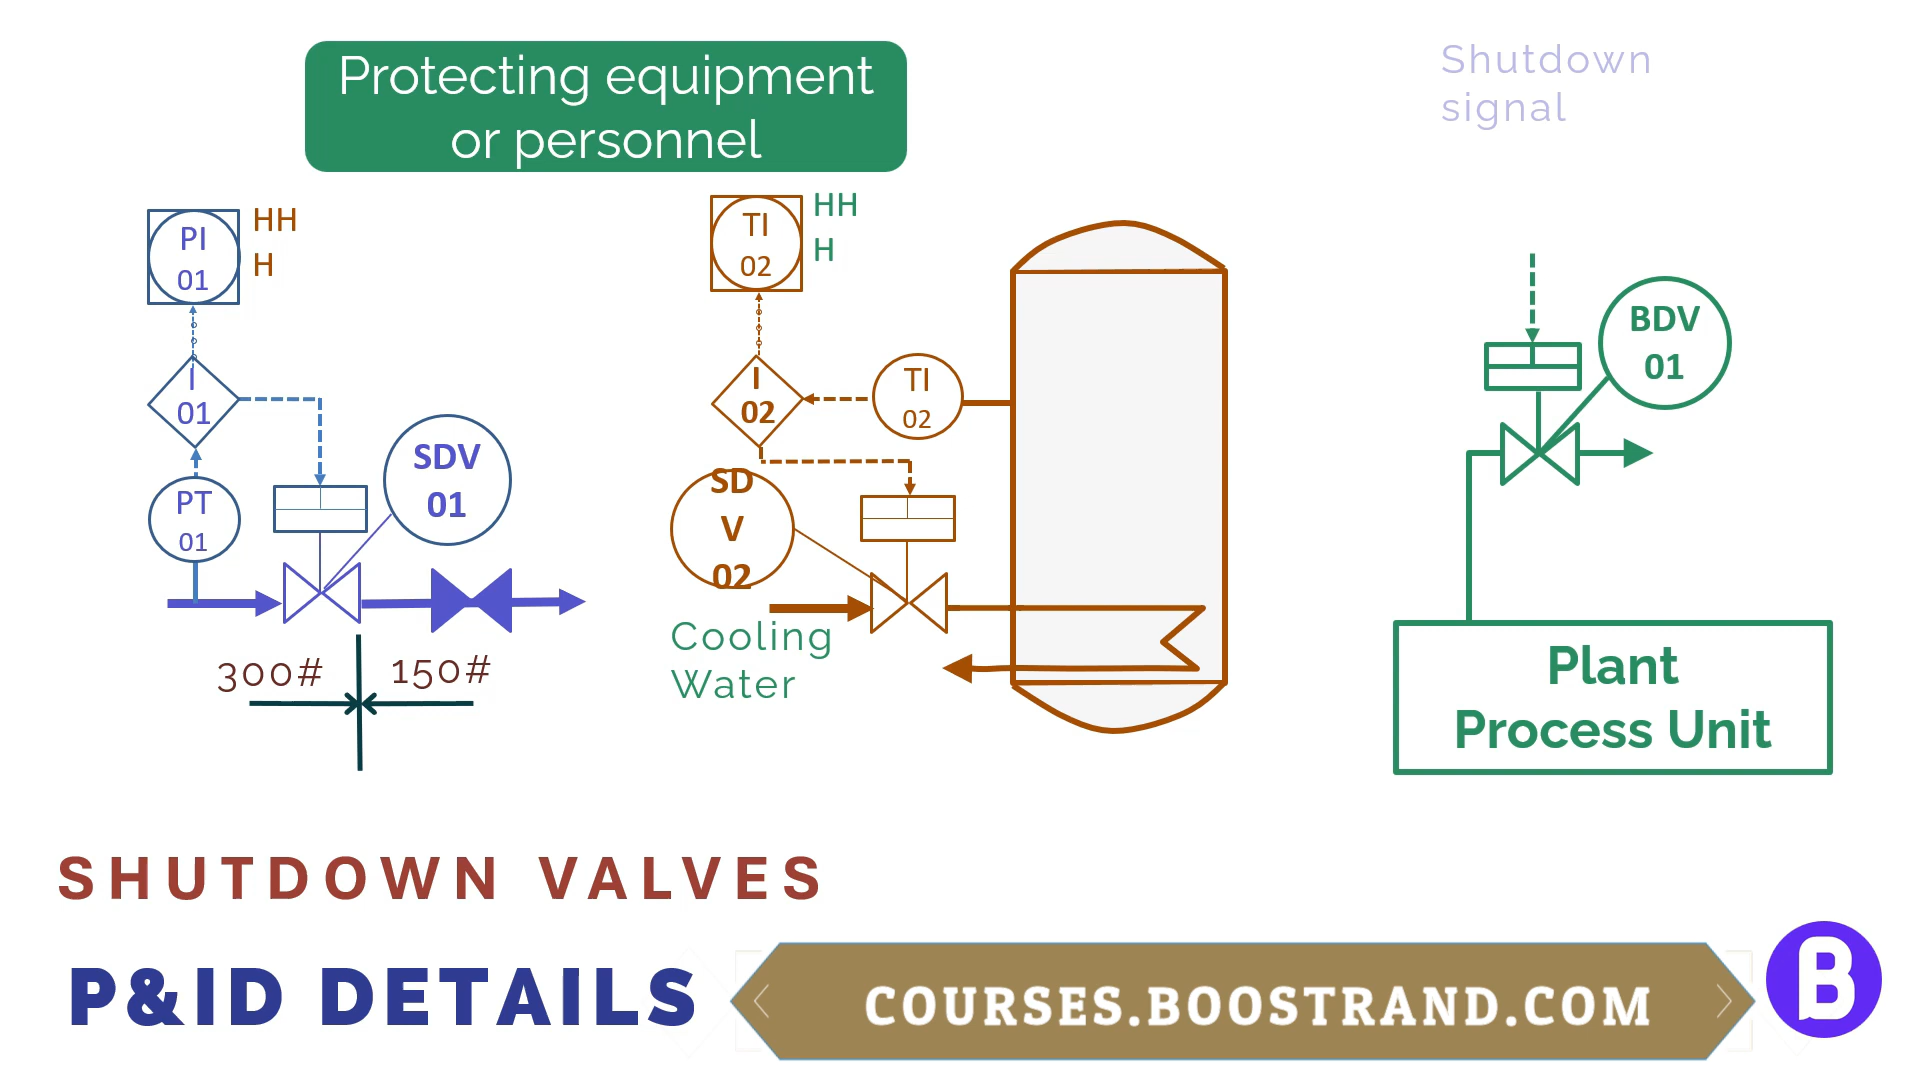 Protecting equipment
or personnel
Shutdown
signal
PI
01
HH
H
I
01
PT
01
SDV
01
300#
150#
TI
02
HH
H
I
02
TI
02
SD
V
02
Cooling
Water
BDV
01
Plant
Process Unit
SHUTDOWN VALVES
P&ID DETAILS
COURSES.BOOSTRAND.COM
B